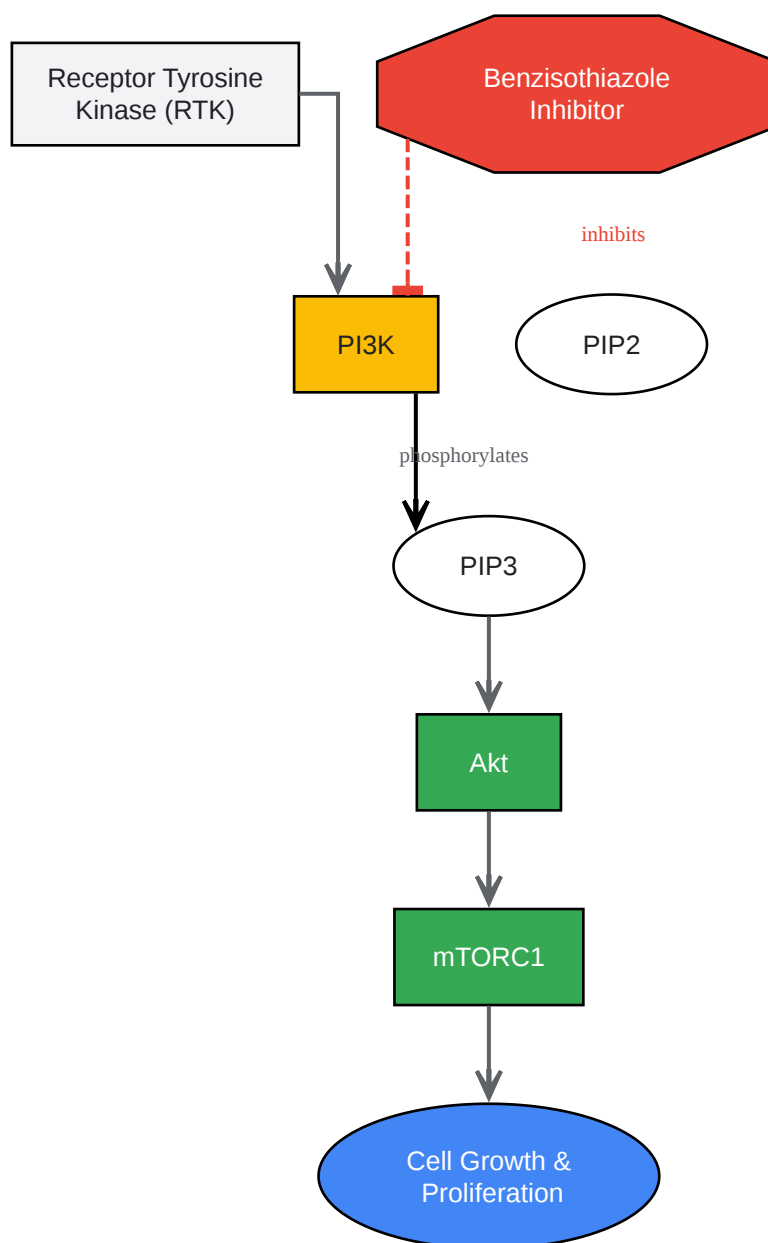 Receptor Tyrosine
Kinase (RTK)
Benzisothiazole
Inhibitor
inhibits
PI3K
PIP2
phosphorylates
PIP3
Akt
mTORC1
Cell Growth &
Proliferation